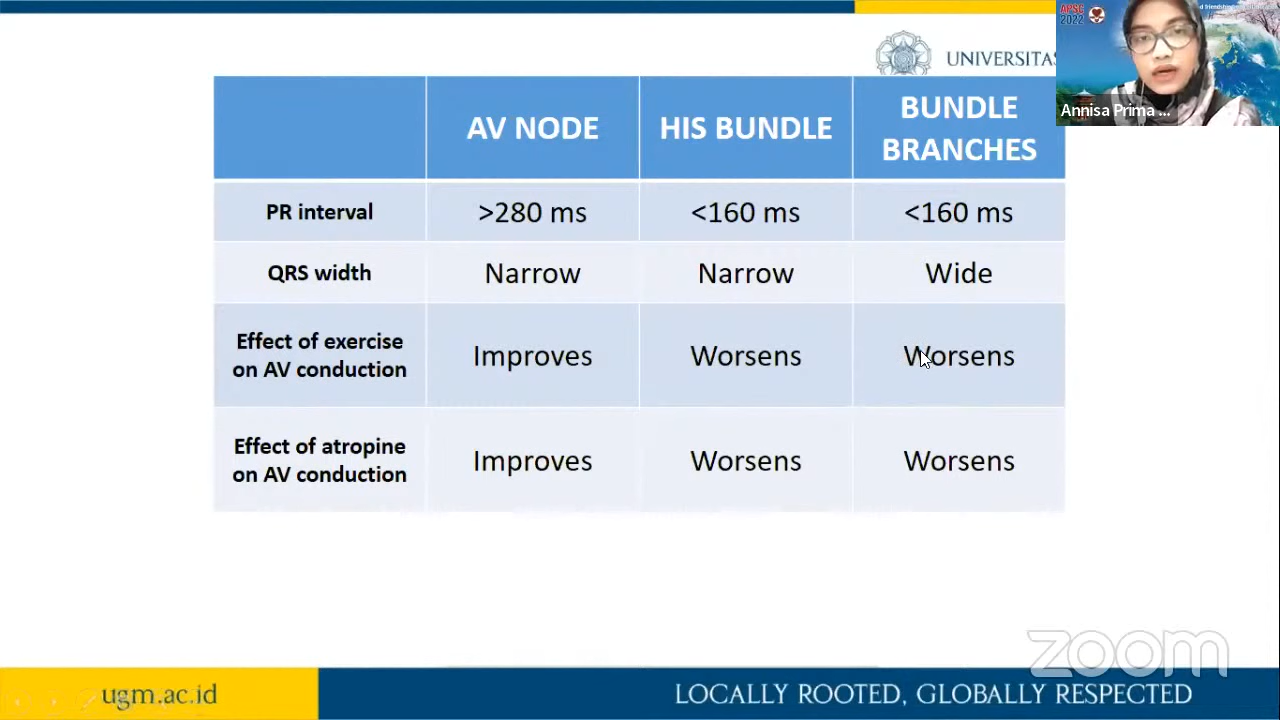 UNIVERSITAS
APSC
2022
Annisa Prima ...
AV NODE
HIS BUNDLE
BUNDLE
BRANCHES
PR interval
>280 ms
<160 ms
<160 ms
QRS width
Narrow
Narrow
Wide
Effect of exercise
on AV conduction
Improves
Worsens
Worsens
Effect of atropine
on AV conduction
Improves
Worsens
Worsens
zoom
ugm.ac.id
LOCALLY ROOTED, GLOBALLY RESPECTED